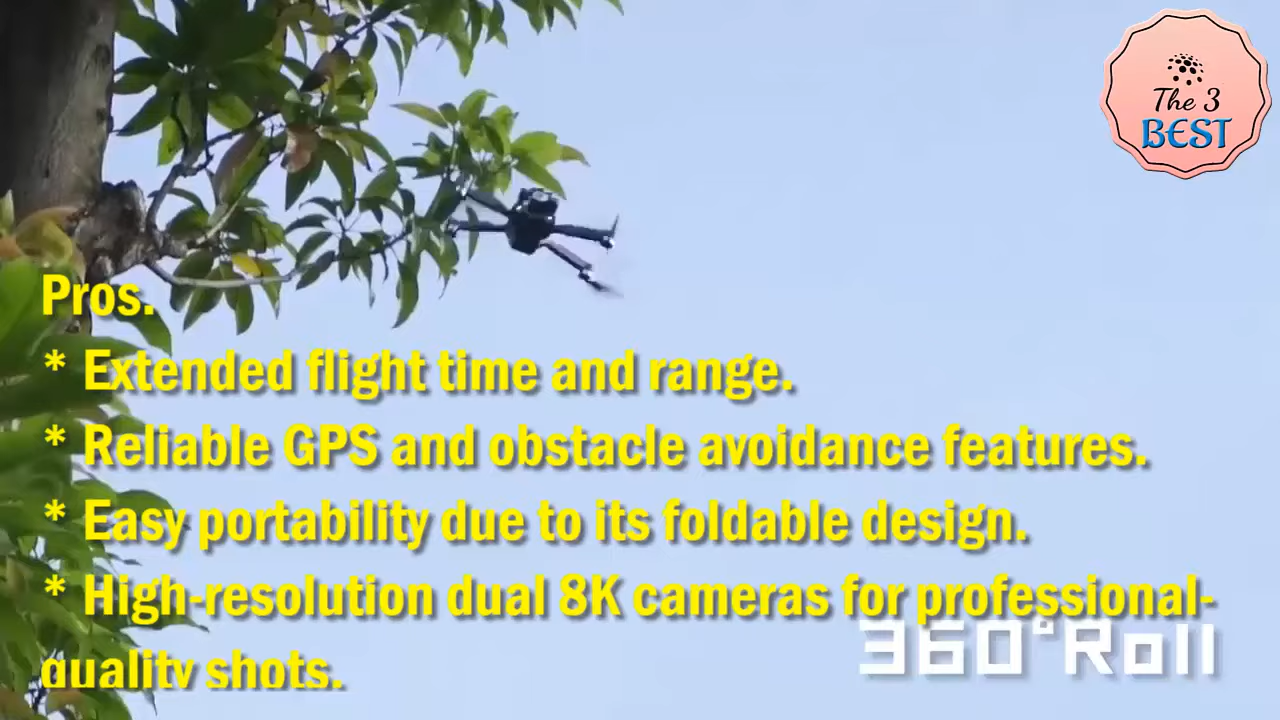 The 3
BEST
Pros.
* Extended flight time and range.
* Reliable GPS and obstacle avoidance features.
* Easy portability due to its foldable design.
* High-resolution dual 8K cameras for professional-
quality shots.
360°Roll